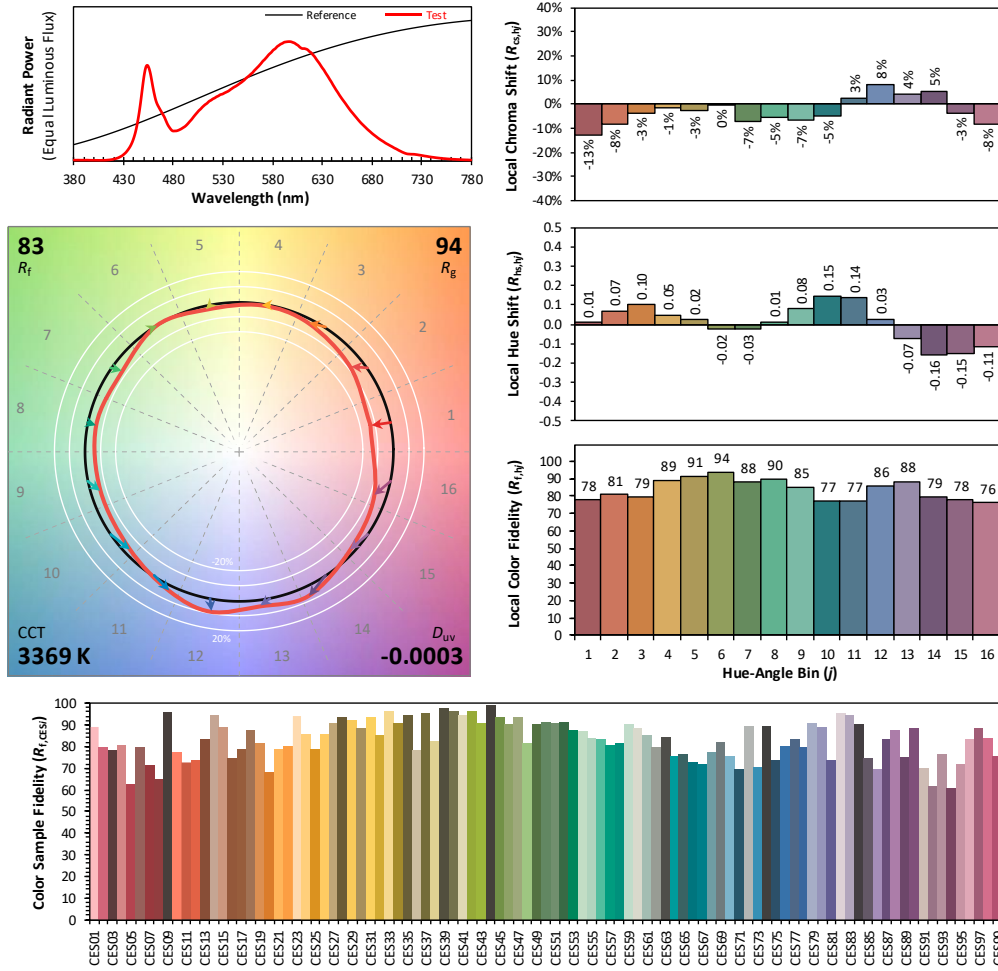 Reference
Test
Radiant Power
(Equal Luminous Flux)
380 430 480 530 580 630 680 730 780
Wavelength (nm)
Local Chroma Shift (Rcs,hj)
40%
30%
20%
10%
0%
-10%
-20%
-30%
-40%
-13% -8% -3% -1% -3% 0% -7% -5% -7% -5% 3% 8% 4% 5% -3% -8%
83
Rf
94
Rg
5 4
6 3
7 2
8 1
9 16
10 15
11 14
12 13
-20%
20%
CCT
3369 K
Duv
-0.0003
Local Hue Shift (Rhs,hj)
0.5
0.4
0.3
0.2
0.1
0.0
-0.1
-0.2
-0.3
-0.4
-0.5
0.01 0.07 0.10 0.05 0.02 -0.02 -0.03 0.01 0.08 0.15 0.14 0.03 -0.07 -0.16 -0.15 -0.11
Local Color Fidelity (Rf,hj)
100
90
80
70
60
50
40
30
20
10
0
78 81 79 89 91 94 88 90 85 77 77 86 88 79 78 76
1 2 3 4 5 6 7 8 9 10 11 12 13 14 15 16
Hue-Angle Bin (j)
Color Sample Fidelity (Rf,CESi)
100
90
80
70
60
50
40
30
20
10
0
CES01 CES03 CES05 CES07 CES09 CES11 CES13 CES15 CES17 CES19 CES21 CES23 CES25 CES27 CES29 CES31 CES33 CES35 CES37 CES39 CES41 CES43 CES45 CES47 CES49 CES51 CES53 CES55 CES57 CES59 CES61 CES63 CES65 CES67 CES69 CES71 CES73 CES75 CES77 CES79 CES81 CES83 CES85 CES87 CES89 CES91 CES93 CES95 CES97